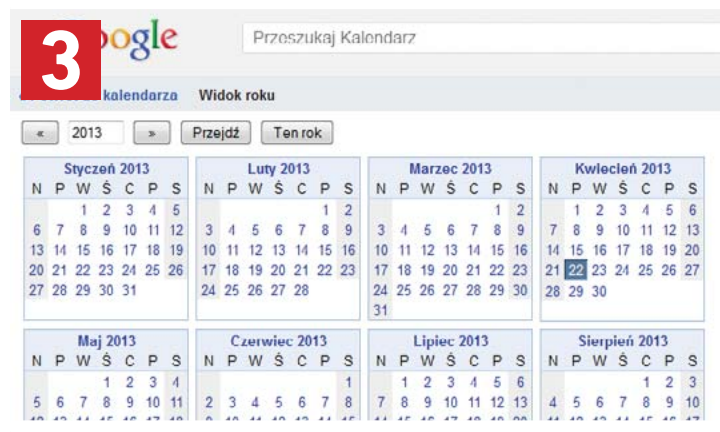 3
oogle
Przeszukaj Kalendarz
kalendarza Widok roku
« 2013 » Przejdź Ten rok
Styczeń 2013
N P W Ś C P S
1 2 3 4 5
6 7 8 9 10 11 12
13 14 15 16 17 18 19
20 21 22 23 24 25 26
27 28 29 30 31
Luty 2013
N P W Ś C P S
1 2
3 4 5 6 7 8 9
10 11 12 13 14 15 16
17 18 19 20 21 22 23
24 25 26 27 28
Marzec 2013
N P W Ś C P S
1 2
3 4 5 6 7 8 9
10 11 12 13 14 15 16
17 18 19 20 21 22 23
24 25 26 27 28 29 30
31
Kwiecień 2013
N P W Ś C P S
1 2 3 4 5 6
7 8 9 10 11 12 13
14 15 16 17 18 19 20
21 22 23 24 25 26 27
28 29 30
Maj 2013
N P W Ś C P S
1 2 3 4
5 6 7 8 9 10 11
Czerwiec 2013
N P W Ś C P S
1
2 3 4 5 6 7 8
Lipiec 2013
N P W Ś C P S
1 2 3 4 5 6
7 8 9 10 11 12 13
Sierpień 2013
N P W Ś C P S
1 2 3
4 5 6 7 8 9 10